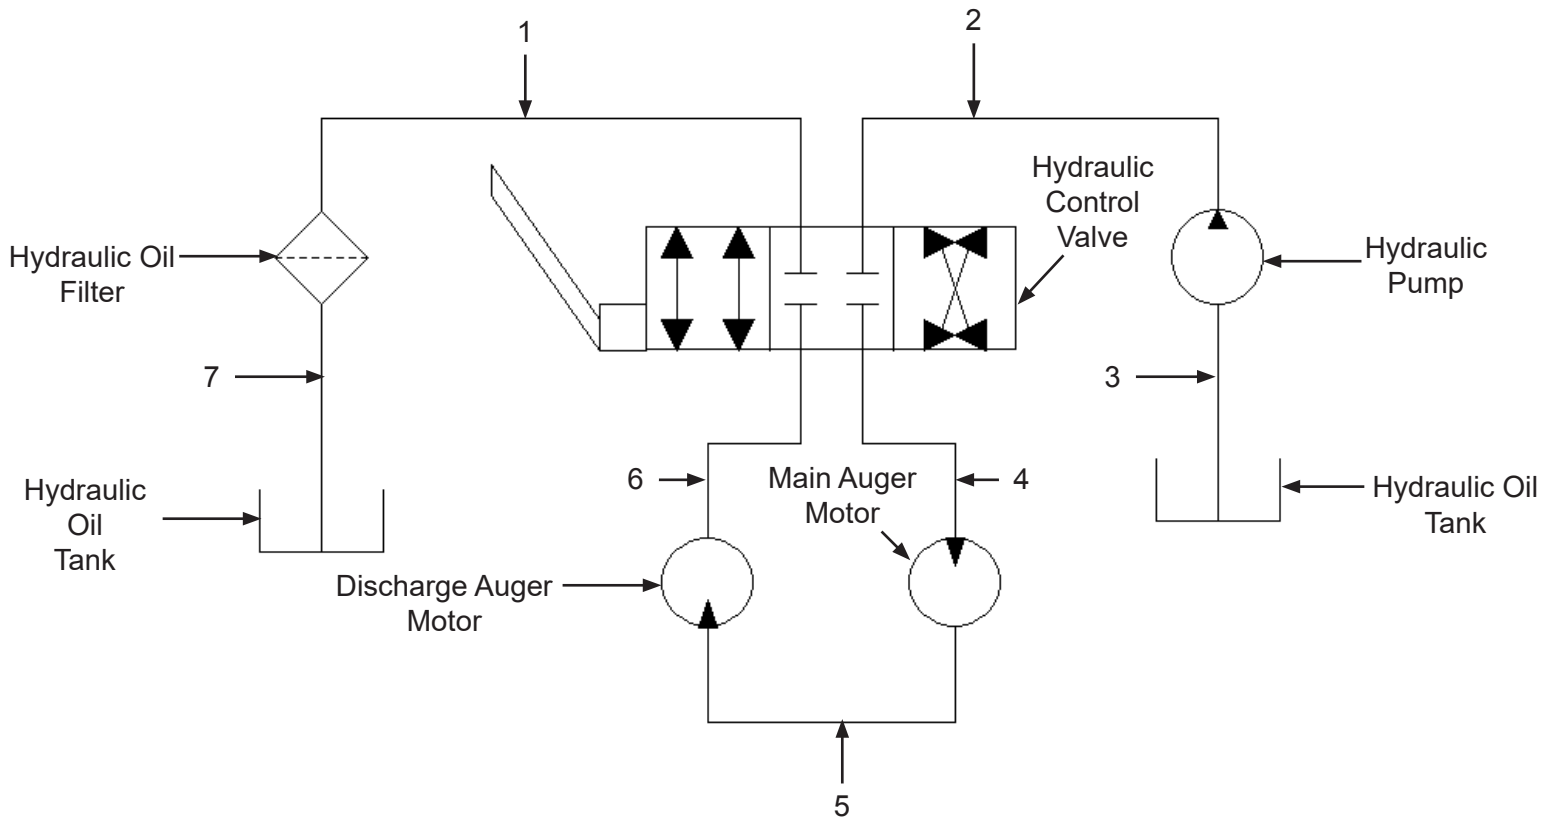 1
2
Hydraulic
Control
Valve
Hydraulic Oil
Filter
Hydraulic
Pump
7
3
Hydraulic
Oil
Tank
6
Main Auger
Motor
4
Hydraulic Oil
Tank
Discharge Auger
Motor
5